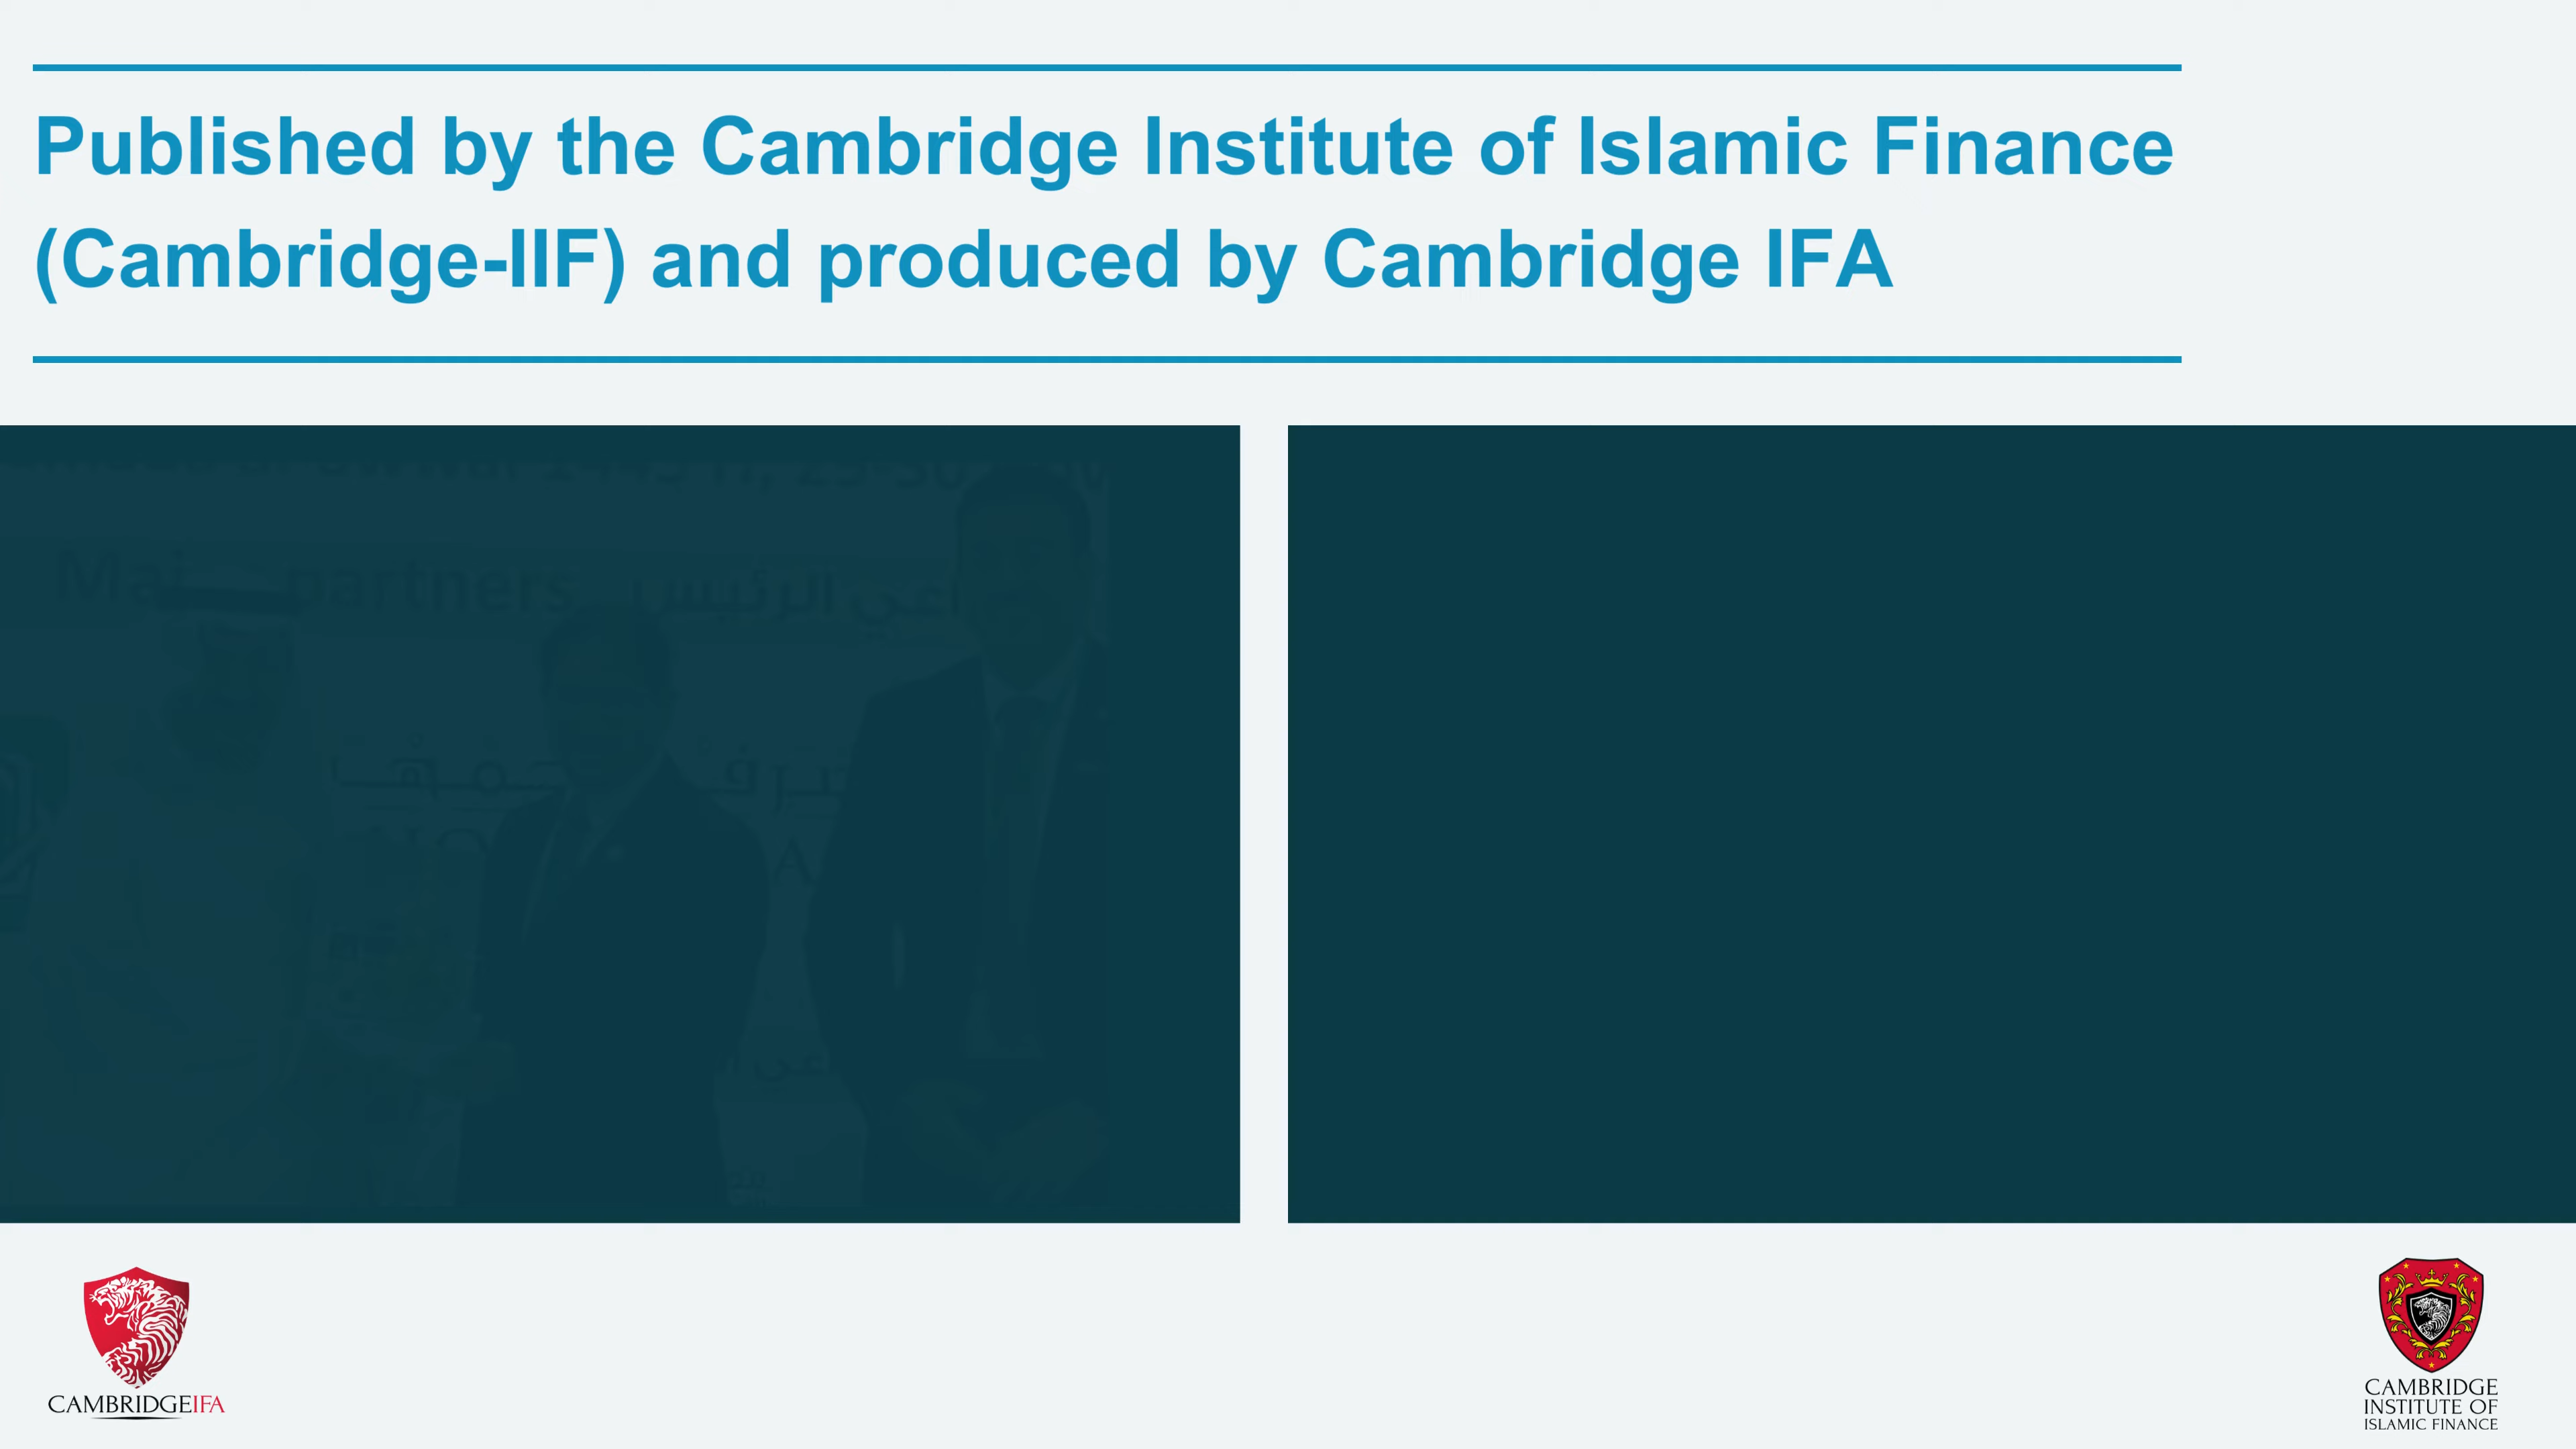 Published by the Cambridge Institute of Islamic Finance
(Cambridge-IIF) and produced by Cambridge IFA
partners
CAMBRIDGEIFA
CAMBRIDGE
INSTITUTE OF
ISLAMIC FINANCE